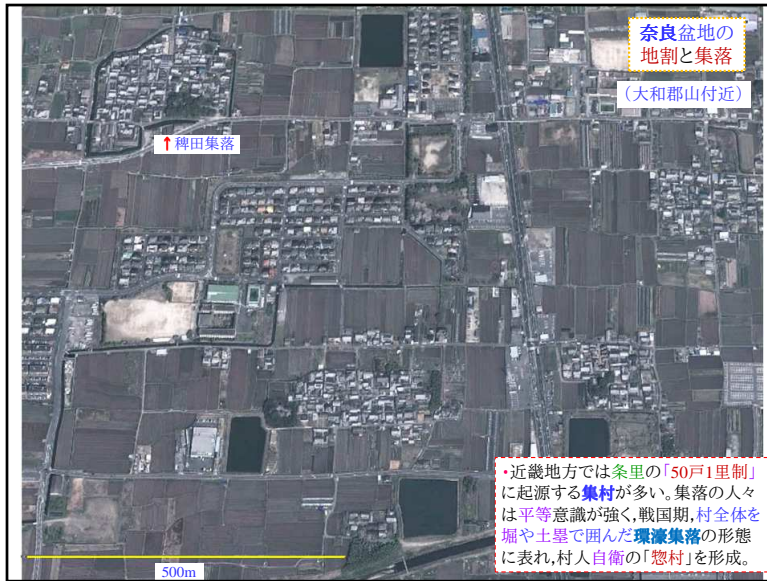 奈良盆地の
地割と集落
（大和郡山付近）
↑稗田集落
・近畿地方では条里の「50戸1里制」
に起源する集村が多い。集落の人々
は平等意識が強く,戦国期,村全体を
堀や土塁で囲んだ環濠集落の形態
に表れ,村人自衛の「惣村」を形成。
500m